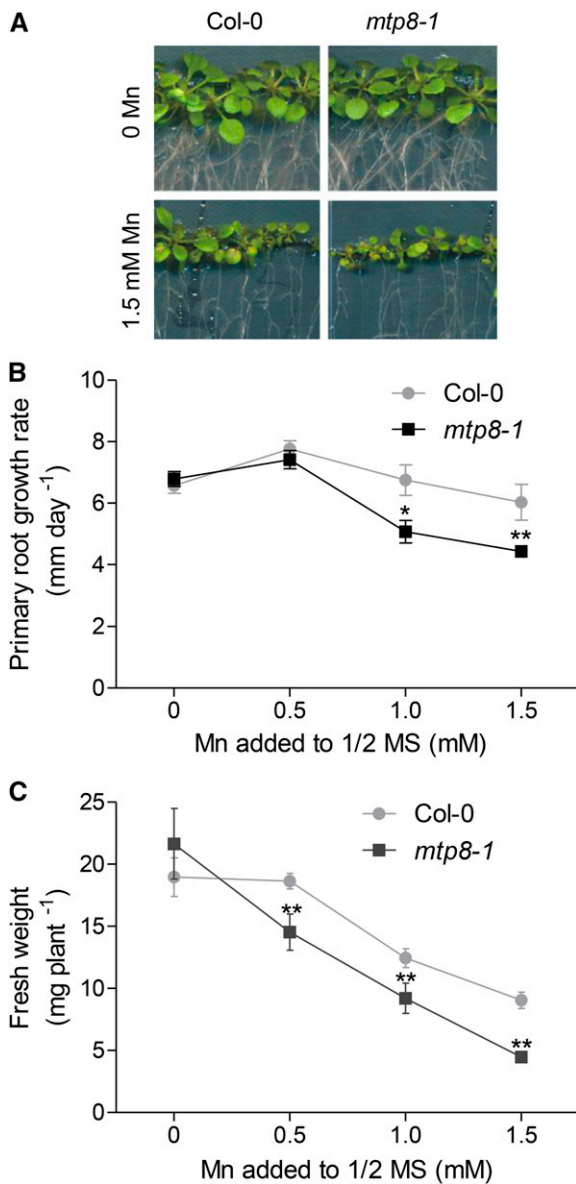 A
Col-0
mtp8-1
0 Mn
1.5 mM Mn
B
10
8
6
4
2
0
Primary root growth rate
(mm day -1)
Col-0
mtp8-1
*
**
0
0.5
1.0
1.5
Mn added to 1/2 MS (mM)
C
25
20
15
10
5
0
Fresh weight
(mg plant -1)
Col-0
mtp8-1
**
**
**
0
0.5
1.0
1.5
Mn added to 1/2 MS (mM)